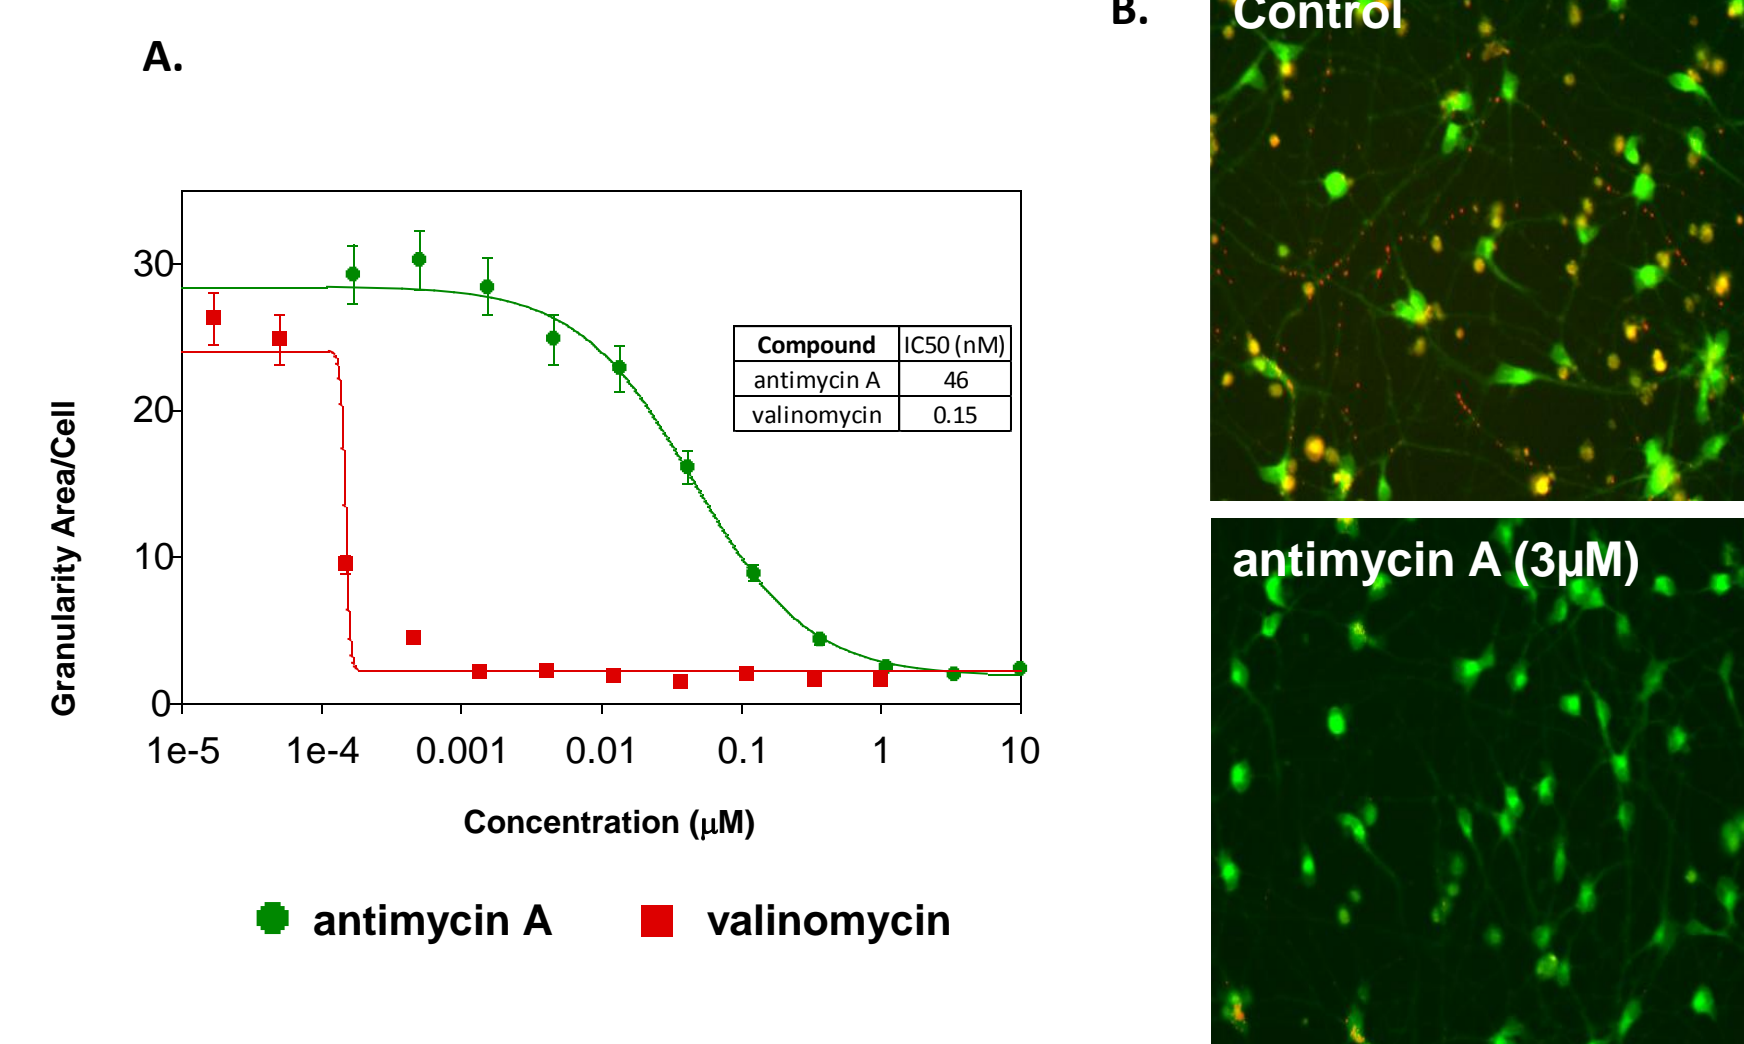 A.
B.
Control
30
20
10
0
Granularity Area/Cell
Compound IC50 (nM)
antimycin A 46
valinomycin 0.15
1e-5 1e-4 0.001 0.01 0.1 1 10
Concentration (μM)
antimycin A valinomycin
antimycin A (3μM)